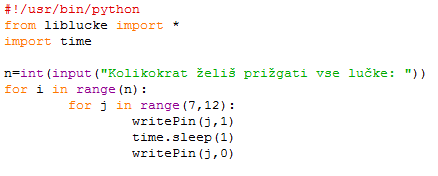 #!/usr/bin/python
from liblucke import *
import time

n=int(input("Kolikokrat želiš prižgati vse lučke: "))
for i in range(n):
        for j in range(7,12):
                writePin(j,1)
                time.sleep(1)
                writePin(j,0)